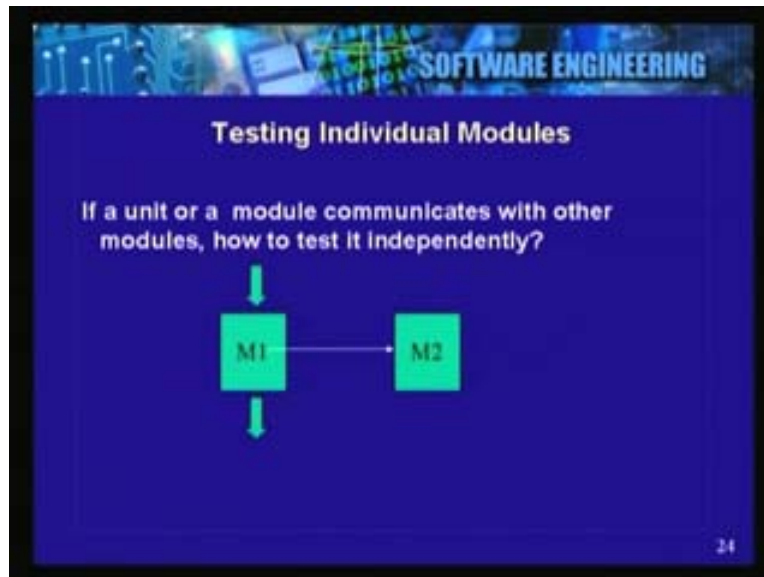 SOFTWARE ENGINEERING
Testing Individual Modules
If a unit or a module communicates with other
modules, how to test it independently?
M1
M2
24